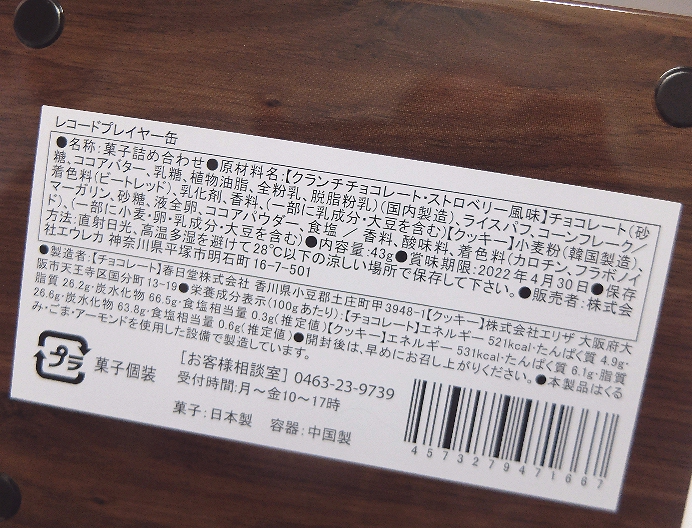 レコードプレイヤー缶
●名称:菓子詰め合わせ●原材料名:【クランチチョコレート・ストロベリー風味】チョコレート(砂
糖、ココアバター、乳糖、植物油脂、全粉乳、脱脂粉乳)(国内製造)、ライスパフ、コーンフレーク/
着色料(ビートレッド)、乳化剤、香料、(一部に乳成分・大豆を含む)【クッキー】小麦粉(韓国製造)、
マーガリン、砂糖、液全卵、ココアパウダー、食塩/香料、酸味料、着色料(カロチン、フラボノイ
ド)、(一部に小麦・卵・乳成分・大豆を含む)●内容量:43g●賞味期限:2022年4月30日●保存
方法:直射日光、高温多湿を避けて28℃以下の涼しい場所で保存して下さい。●販売者:株式会
社エウレカ 神奈川県平塚市明石町16-7-501
●製造者:【チョコレート】春日堂株式会社 香川県小豆郡土庄町甲3948-1【クッキー】株式会社エリザ 大阪府大
阪市天王寺区国分町13-19●栄養成分表示(100gあたり):【チョコレート】エネルギー 521kcal・たんぱく質 4.9g・
脂質 26.2g・炭水化物 66.5g・食塩相当量 0.3g(推定値)【クッキー】エネルギー 531kcal・たんぱく質 6.1g・脂質
26.6g・炭水化物 63.8g・食塩相当量 0.6g(推定値)●開封後は、早めにお召し上がりください。●本製品はくる
み・ごま・アーモンドを使用した設備で製造しています。
プラ 菓子個装
[お客様相談室] 0463-23-9739
受付時間:月～金10～17時
菓子:日本製 容器:中国製
4573279471667